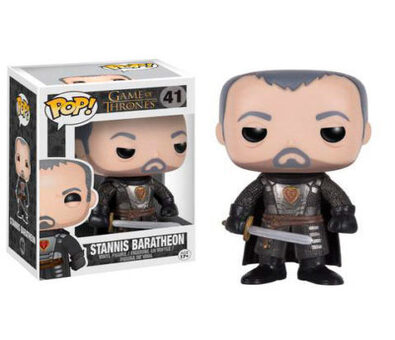 POP!
GAME OF
THRONES
41
STANNIS BARATHEON